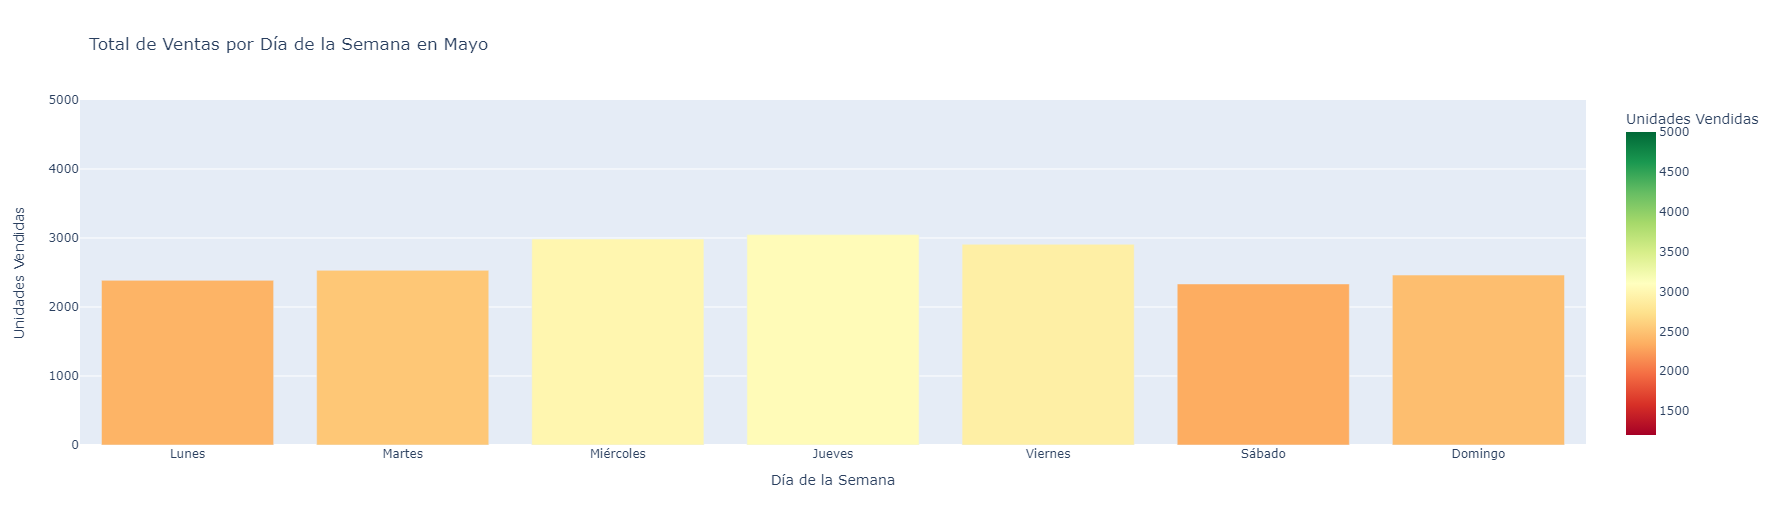 Total de Ventas por Día de la Semana en Mayo
Unidades Vendidas
5000
4000
3000
2000
1000
0
Lunes
Martes
Miércoles
Jueves
Viernes
Sábado
Domingo
Día de la Semana
Unidades Vendidas
5000
4500
4000
3500
3000
2500
2000
1500